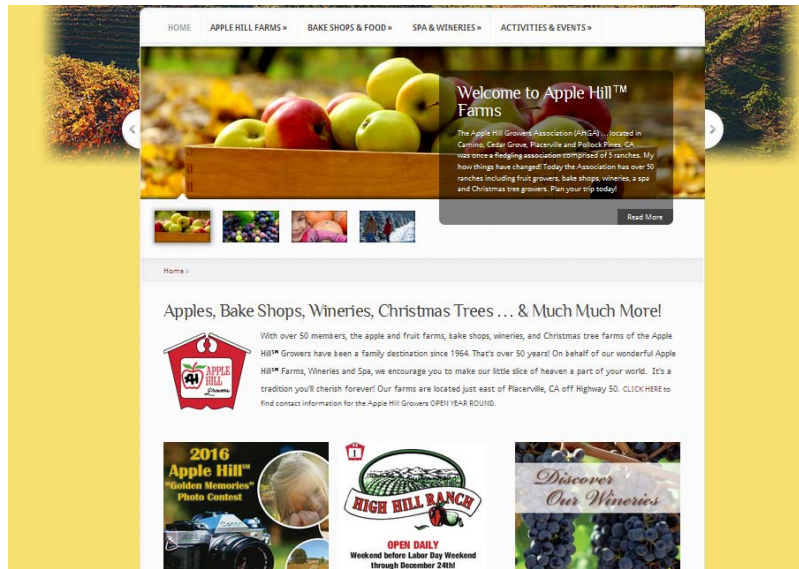 HOME APPLE HILL FARMS » BAKE SHOPS & FOOD » SPA & WINERIES » ACTIVITIES & EVENTS »
Welcome to Apple Hill™
Farms
The Apple Hill Growers Association (AHGA) ... located in
Camino, Cedar Grove, Placerville and Pollock Pines, CA ....
was once a fledgling association comprised of 5 ranches. My
how things have changed! Today the Association has over 50
ranches including fruit growers, bake shops, wineries, a spa
and Christmas tree growers. Plan your trip today!
Read More
Home »
Apples, Bake Shops, Wineries, Christmas Trees . . . & Much Much More!
With over 50 members, the apple and fruit farms, bake shops, wineries, and Christmas tree farms of the Apple
Hill℠ Growers have been a family destination since 1964. That's over 50 years! On behalf of our wonderful Apple
Hill℠ Farms, Wineries and Spa, we encourage you to make our little slice of heaven a part of your world. It's a
tradition you'll cherish forever! Our farms are located just east of Placerville, CA off Highway 50. CLICK HERE to
find contact information for the Apple Hill Growers OPEN YEAR ROUND.
AH APPLE
HILL
Growers
2016
Apple Hill℠
"Golden Memories"
Photo Contest
Canon
1
HIGH HILL RANCH
OPEN DAILY
Weekend before Labor Day Weekend
through December 24th!
Discover
Our Wineries